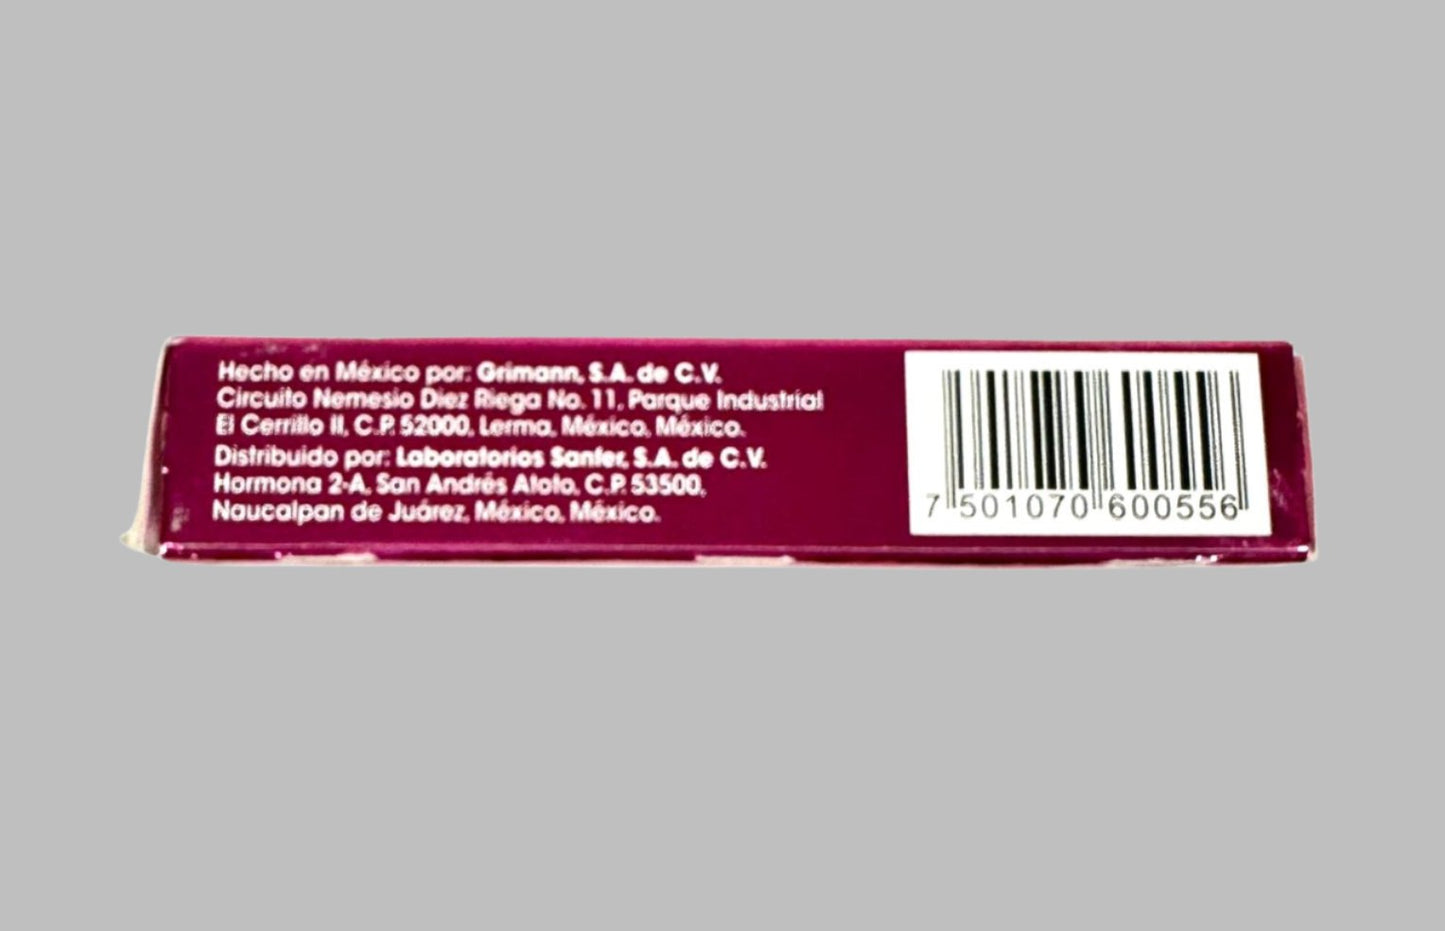 Hecho en México por: Grimann, S.A. de C.V.
Circuito Nemesio Diez Riega No. 11, Parque Industrial
El Cerrillo II, C.P. 52000, Lerma, México, México.
Distribuido por: Laboratorios Sanfer, S.A. de C.V.
Hormona 2-A, San Andrés Atoto, C.P. 53500,
Naucalpan de Juárez, México, México.
7 501070 600556